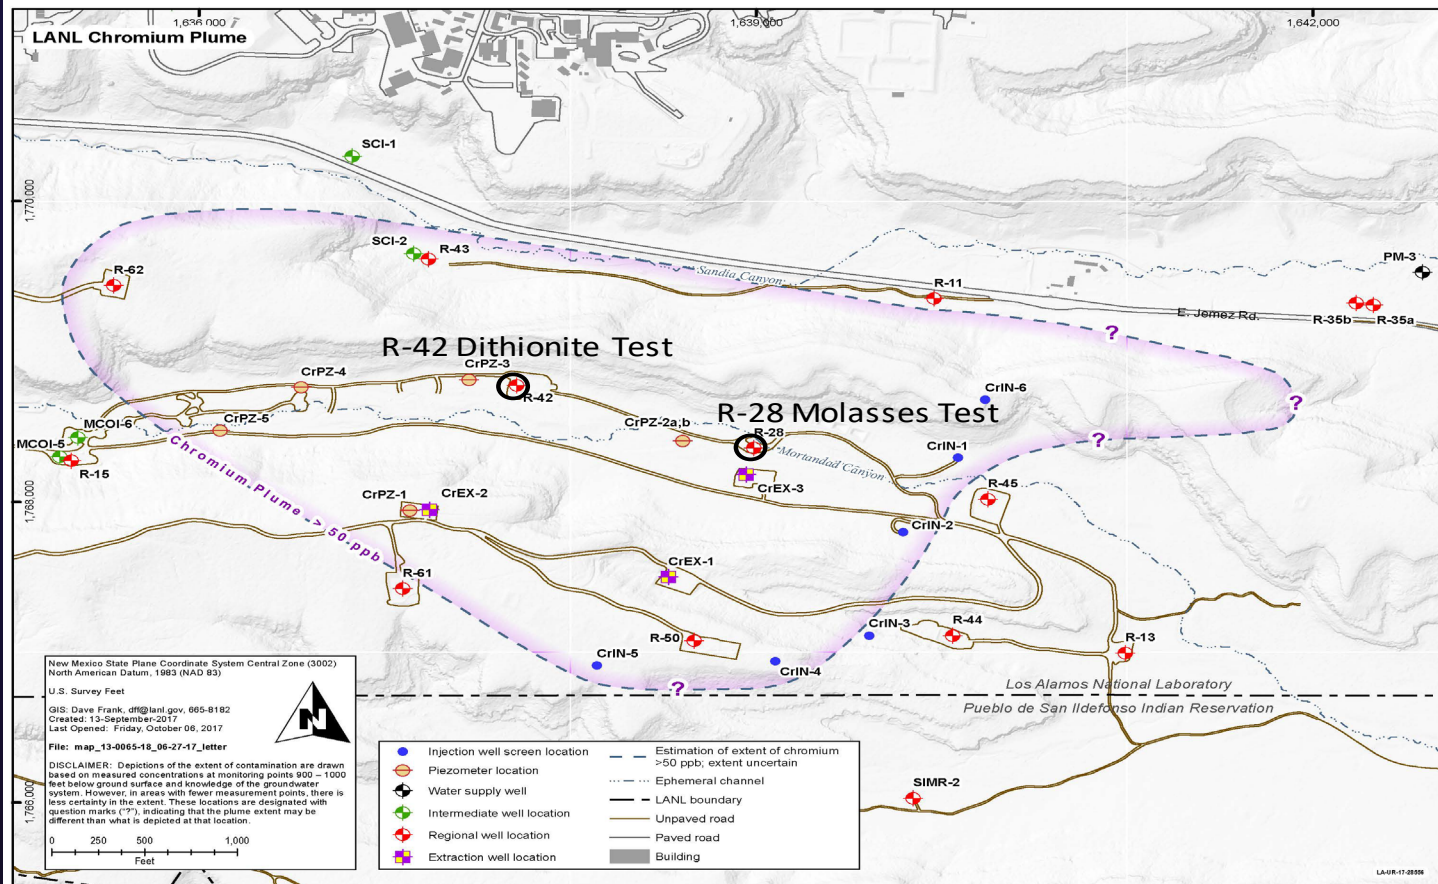 1,636,000
1,639,000
1,642,000
LANL Chromium Plume
SCI-1
1,770,000
SCI-2
R-43
PM-3
R-62
Sandia Canyon
R-11
E. Jemez Rd.
R-35b
R-35a
?
R-42 Dithionite Test
CrPZ-3
CrPZ-4
R-42
CrIN-6
?
R-28 Molasses Test
MCOI-6
CrPZ-5
CrPZ-2a,b
R-28
MCOI-5
?
CrIN-1
R-15
Mortandad Canyon
Chromium Plume > 50 ppb
CrEX-3
R-45
1,768,000
CrPZ-1
CrEX-2
CrIN-2
CrEX-1
R-61
CrIN-3
R-44
R-50
R-13
CrIN-5
CrIN-4
?
Los Alamos National Laboratory
Pueblo de San Ildefonso Indian Reservation
SIMR-2
1,766,000
New Mexico State Plane Coordinate System Central Zone (3002)
North American Datum, 1983 (NAD 83)
U.S. Survey Feet
GIS: Dave Frank, dff@lanl.gov, 665-8182
Created: 13-September-2017
Last Opened: Friday, October 06, 2017
File: map_13-0065-18_06-27-17_letter
N
DISCLAIMER: Depictions of the extent of contamination are drawn
based on measured concentrations at monitoring points 900 – 1000
feet below ground surface and knowledge of the groundwater
system. However, in areas with fewer measurement points, there is
less certainty in the extent. These locations are designated with
question marks ("?"), indicating that the plume extent may be
different than what is depicted at that location.
0 250 500 1,000
Feet
Injection well screen location
Piezometer location
Water supply well
Intermediate well location
Regional well location
Extraction well location
Estimation of extent of chromium
>50 ppb; extent uncertain
Ephemeral channel
LANL boundary
Unpaved road
Paved road
Building
LA-UR-17-28556